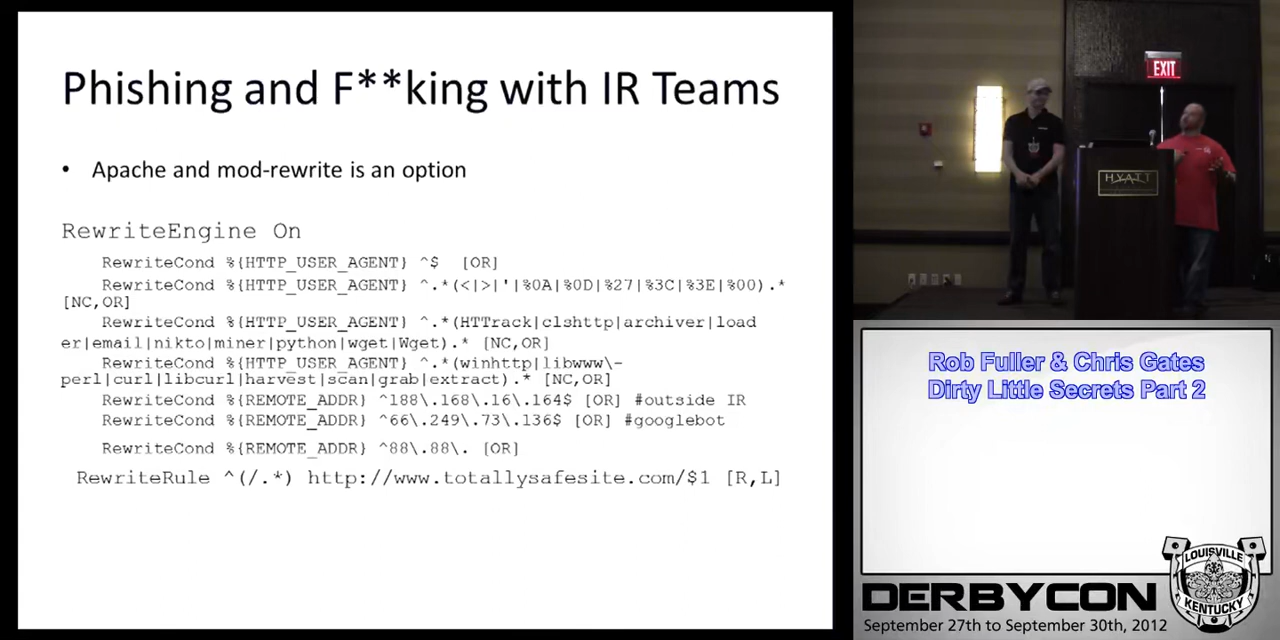 Phishing and F**king with IR Teams
• Apache and mod-rewrite is an option
RewriteEngine On
RewriteCond %{HTTP_USER_AGENT} ^$ [OR]
RewriteCond %{HTTP_USER_AGENT} ^.*(<|>|'|%0A|%0D|%27|%3C|%3E|%00).*
[NC,OR]
RewriteCond %{HTTP_USER_AGENT} ^.*(HTTrack|clshttp|archiver|load
er|email|nikto|miner|python|wget|Wget).* [NC,OR]
RewriteCond %{HTTP_USER_AGENT} ^.*(winhttp|libwww\-
perl|curl|libcurl|harvest|scan|grab|extract).* [NC,OR]
RewriteCond %{REMOTE_ADDR} ^188\.168\.16\.164$ [OR] #outside IR
RewriteCond %{REMOTE_ADDR} ^66\.249\.73\.136$ [OR] #googlebot
RewriteCond %{REMOTE_ADDR} ^88\.88\. [OR]
RewriteRule ^(/.*) http://www.totallysafesite.com/$1 [R,L]
EXIT
HYATT
Rob Fuller & Chris Gates
Dirty Little Secrets Part 2
LOUISVILLE
KENTUCKY
DERBYCON
September 27th to September 30th, 2012